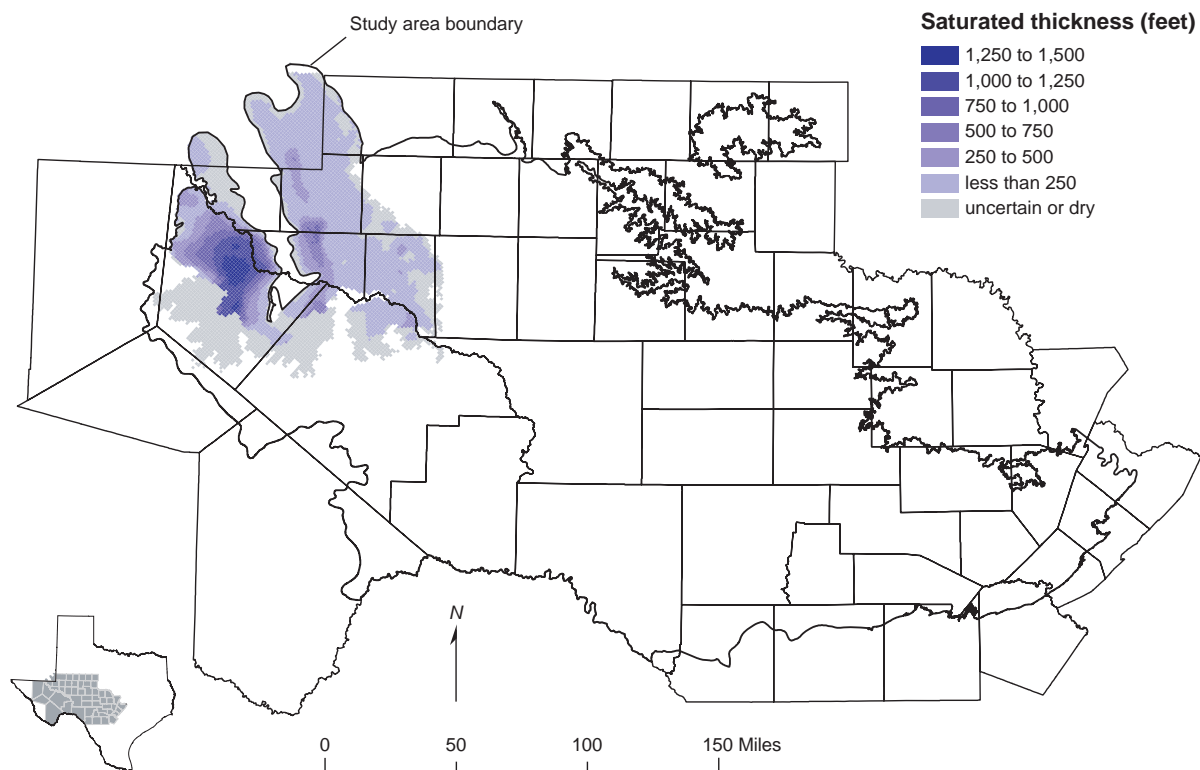 Study area boundary
Saturated thickness (feet)
1,250 to 1,500
1,000 to 1,250
750 to 1,000
500 to 750
250 to 500
less than 250
uncertain or dry
N
0 50 100 150 Miles